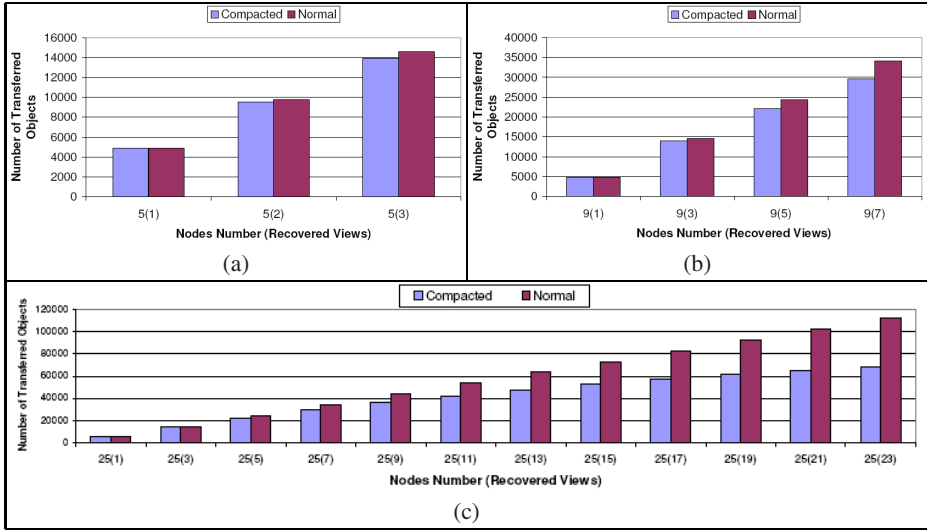 Compacted Normal
16000
14000
12000
10000
8000
6000
4000
2000
0
Number of Transferred
Objects
5(1) 5(2) 5(3)
Nodes Number (Recovered Views)
(a)
Compacted Normal
40000
35000
30000
25000
20000
15000
10000
5000
0
Number of Transferred
Objects
9(1) 9(3) 9(5) 9(7)
Nodes Number (Recovered Views)
(b)
Compacted Normal
120000
100000
80000
60000
40000
20000
0
Number of Transferred Objects
25(1) 25(3) 25(5) 25(7) 25(9) 25(11) 25(13) 25(15) 25(17) 25(19) 25(21) 25(23)
Nodes Number (Recovered Views)
(c)